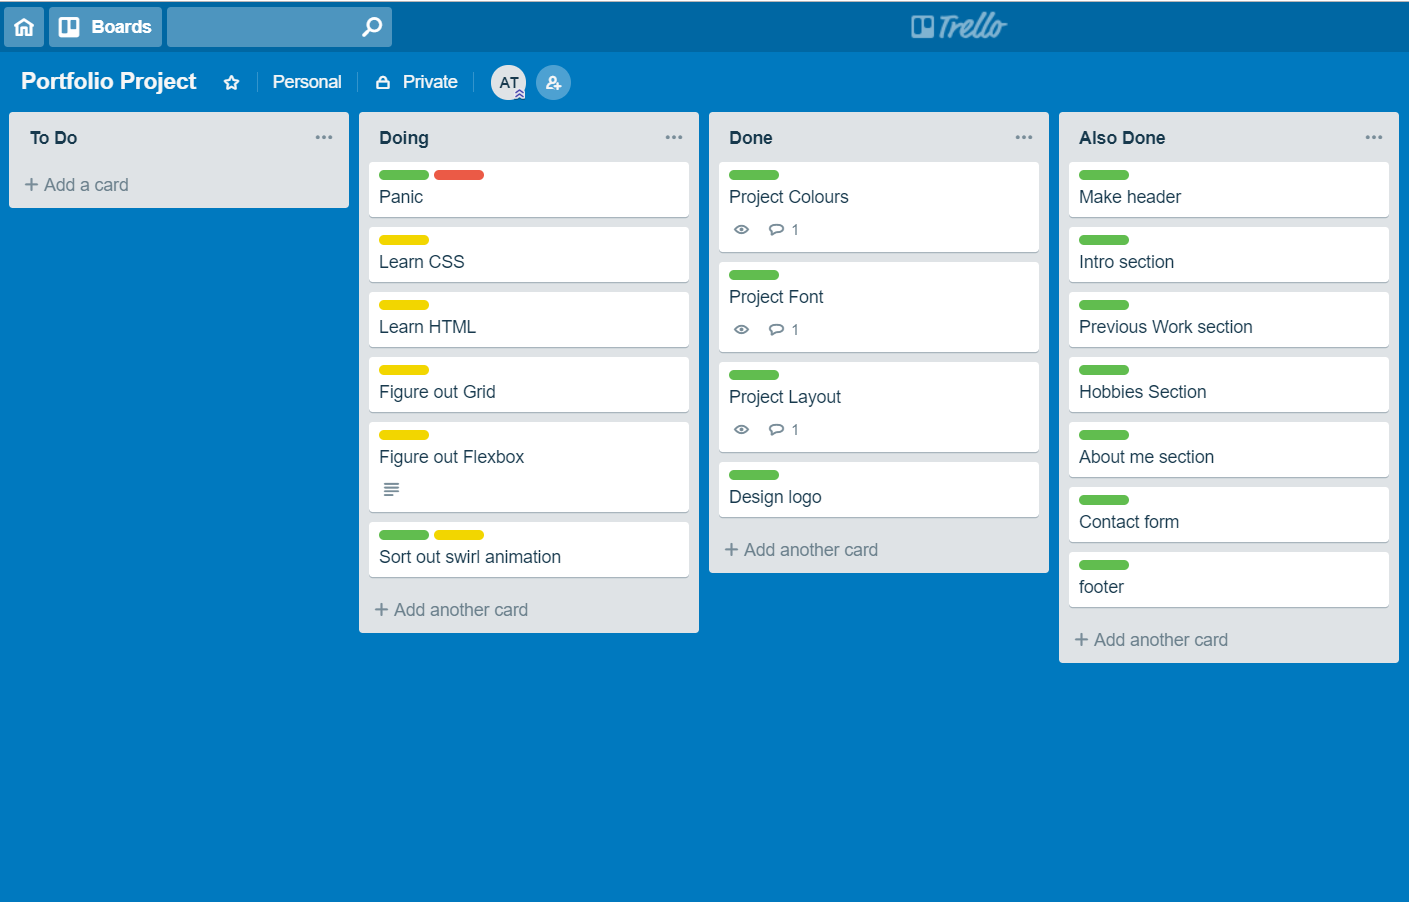 Boards
Trello
Portfolio Project
Personal
Private
AT
To Do
+ Add a card
Doing
Panic
Learn CSS
Learn HTML
Figure out Grid
Figure out Flexbox
Sort out swirl animation
+ Add another card
Done
Project Colours
1
Project Font
1
Project Layout
1
Design logo
+ Add another card
Also Done
Make header
Intro section
Previous Work section
Hobbies Section
About me section
Contact form
footer
+ Add another card